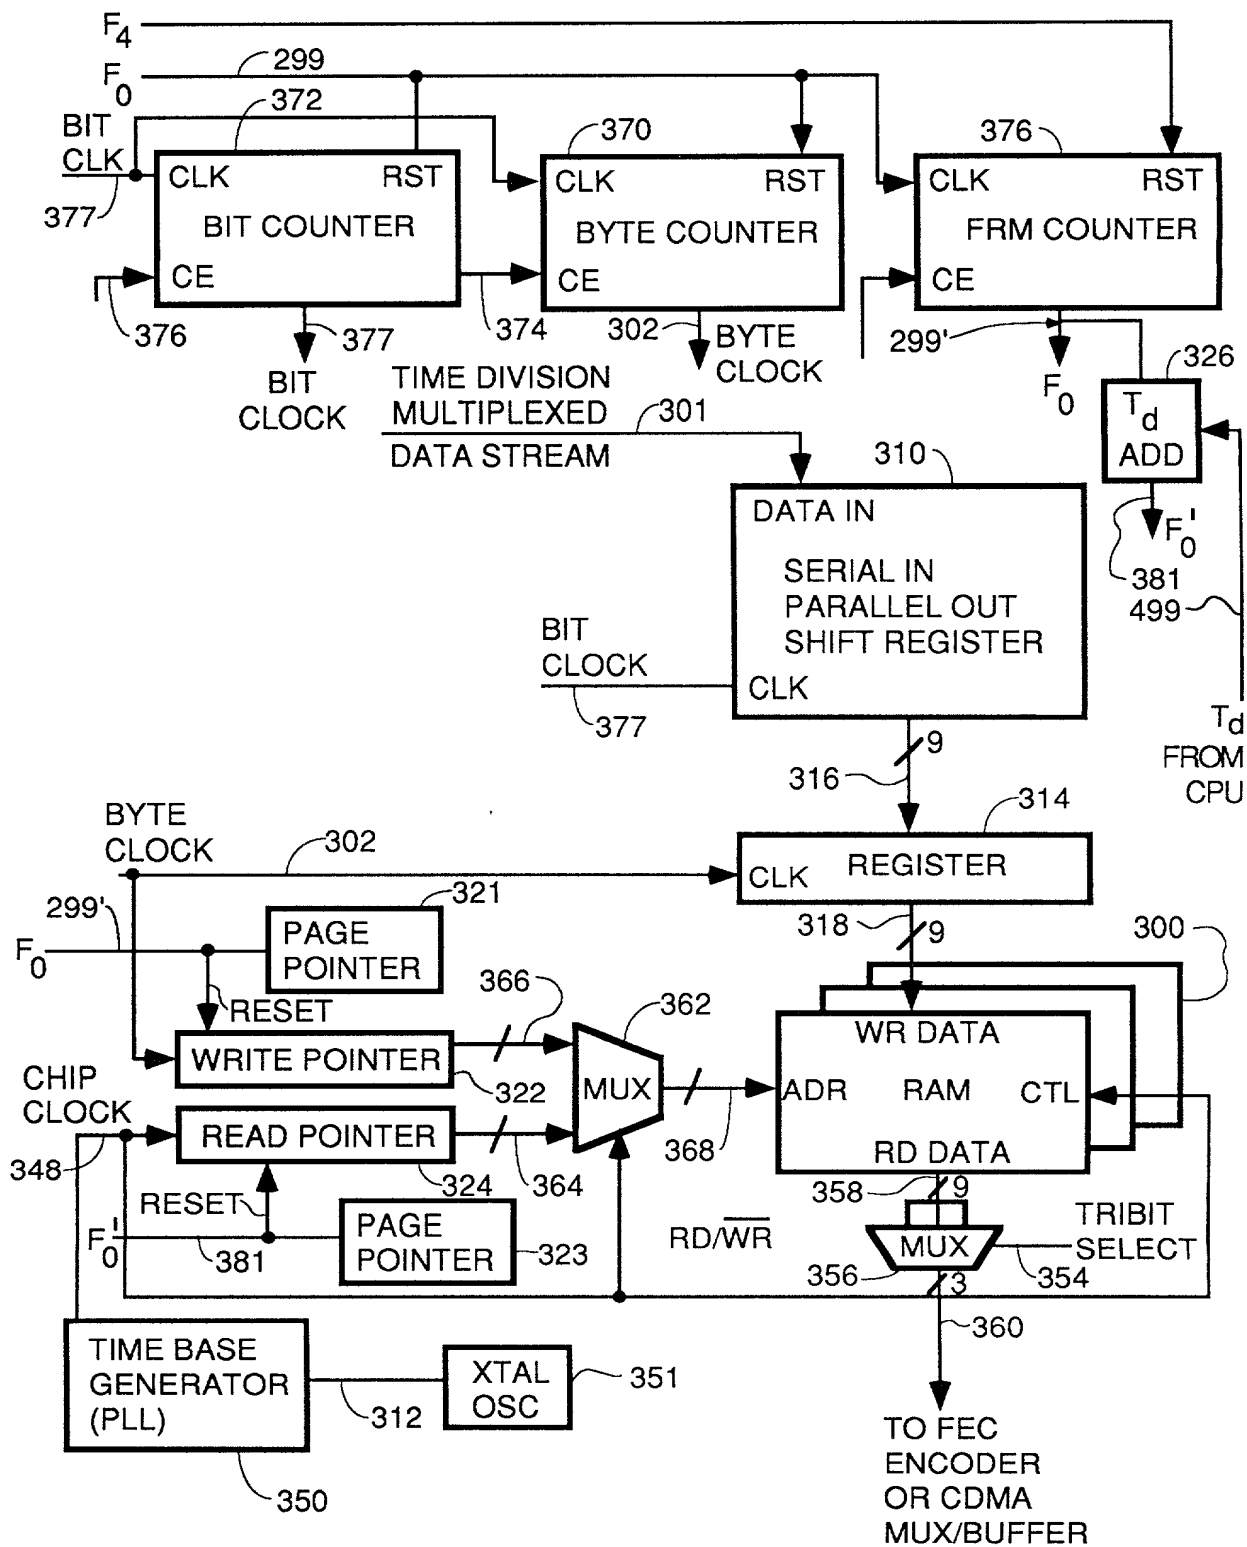 F4
F0
299
372
BIT
CLK
377
CLK
RST
BIT COUNTER
CE
376
377
BIT
CLOCK
374
370
CLK
RST
BYTE COUNTER
CE
302
BYTE
CLOCK
376
CLK
RST
FRM COUNTER
CE
299'
F0
326
Td
ADD
F0'
381
499
Td
FROM
CPU
TIME DIVISION
MULTIPLEXED
301
DATA STREAM
310
DATA IN
SERIAL IN
PARALLEL OUT
SHIFT REGISTER
CLK
BIT
CLOCK
377
9
316
314
BYTE
CLOCK
302
REGISTER
CLK
318
9
299'
F0
321
PAGE
POINTER
RESET
366
362
300
WRITE POINTER
322
MUX
WR DATA
ADR
RAM
CTL
RD DATA
CHIP
CLOCK
348
READ POINTER
324
364
368
358
9
RESET
F0'
381
PAGE
POINTER
323
RD/WR
MUX
TRIBIT
SELECT
356
354
3
360
TIME BASE
GENERATOR
(PLL)
312
XTAL
OSC
351
350
TO FEC
ENCODER
OR CDMA
MUX/BUFFER